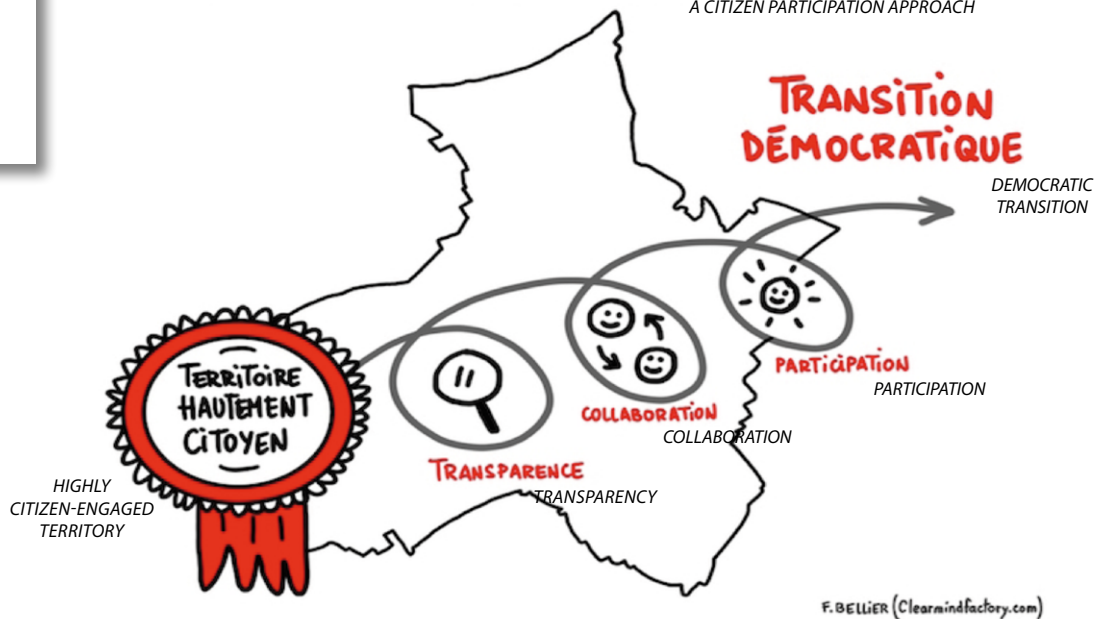 A CITIZEN PARTICIPATION APPROACH
TRANSiTiON
DÉMOCRATiQUE
DEMOCRATIC
TRANSITION
TERRiTOiRE
HAUTEMENT
CiTOYEN
HIGHLY
CITIZEN-ENGAGED
TERRITORY
TRANSPARENCE
TRANSPARENCY
COLLABORATiON
COLLABORATION
PARTiCiPATiON
PARTICIPATION
F. BELLiER (Clearmindfactory.com)